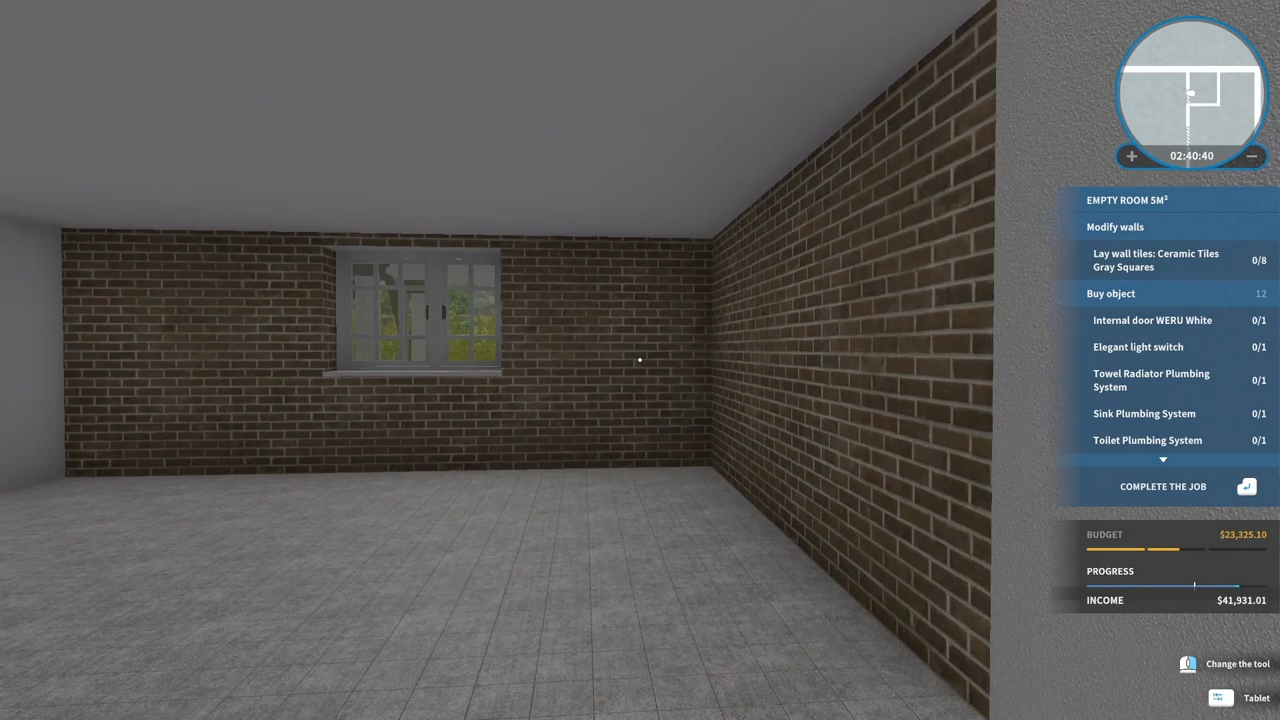 02:40:40
EMPTY ROOM 5M²
Modify walls
Lay wall tiles: Ceramic Tiles
Gray Squares 0/8
Buy object 12
Internal door WERU White 0/1
Elegant light switch 0/1
Towel Radiator Plumbing
System 0/1
Sink Plumbing System 0/1
Toilet Plumbing System 0/1
COMPLETE THE JOB
BUDGET $23,325.10
PROGRESS
INCOME $41,931.01
Change the tool
Tablet